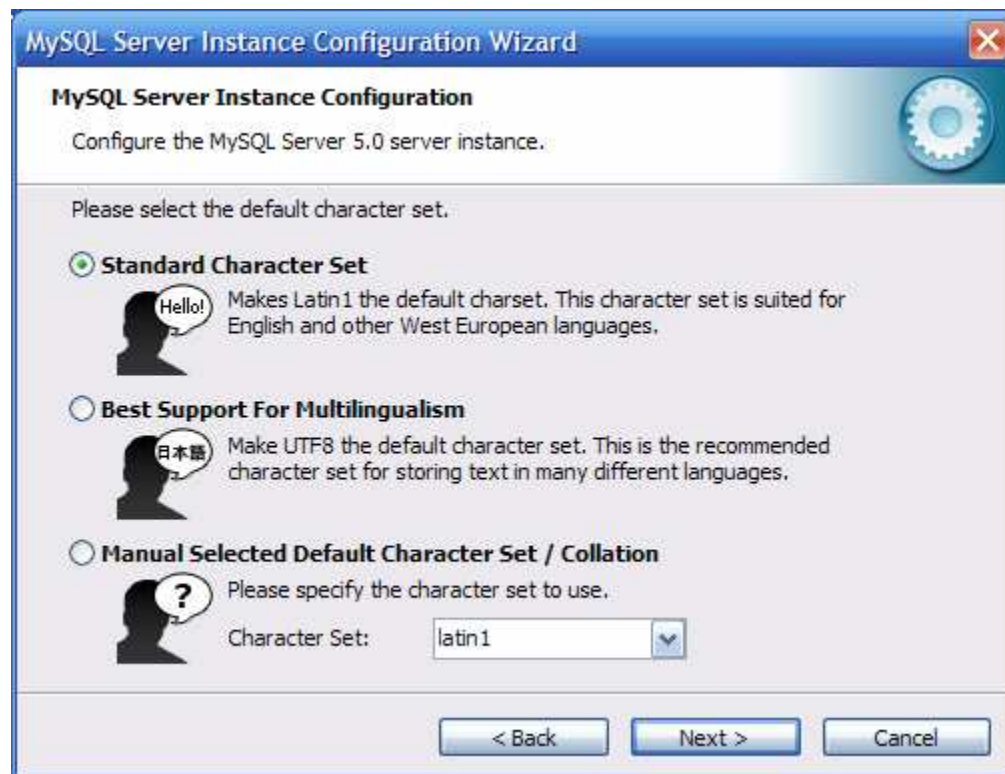 MySQL Server Instance Configuration Wizard
MySQL Server Instance Configuration
Configure the MySQL Server 5.0 server instance.
Please select the default character set.
Standard Character Set
Hello!
Makes Latin1 the default charset. This character set is suited for
English and other West European languages.
Best Support For Multilingualism
日本語
Make UTF8 the default character set. This is the recommended
character set for storing text in many different languages.
Manual Selected Default Character Set / Collation
?
Please specify the character set to use.
Character Set: latin1
< Back Next > Cancel